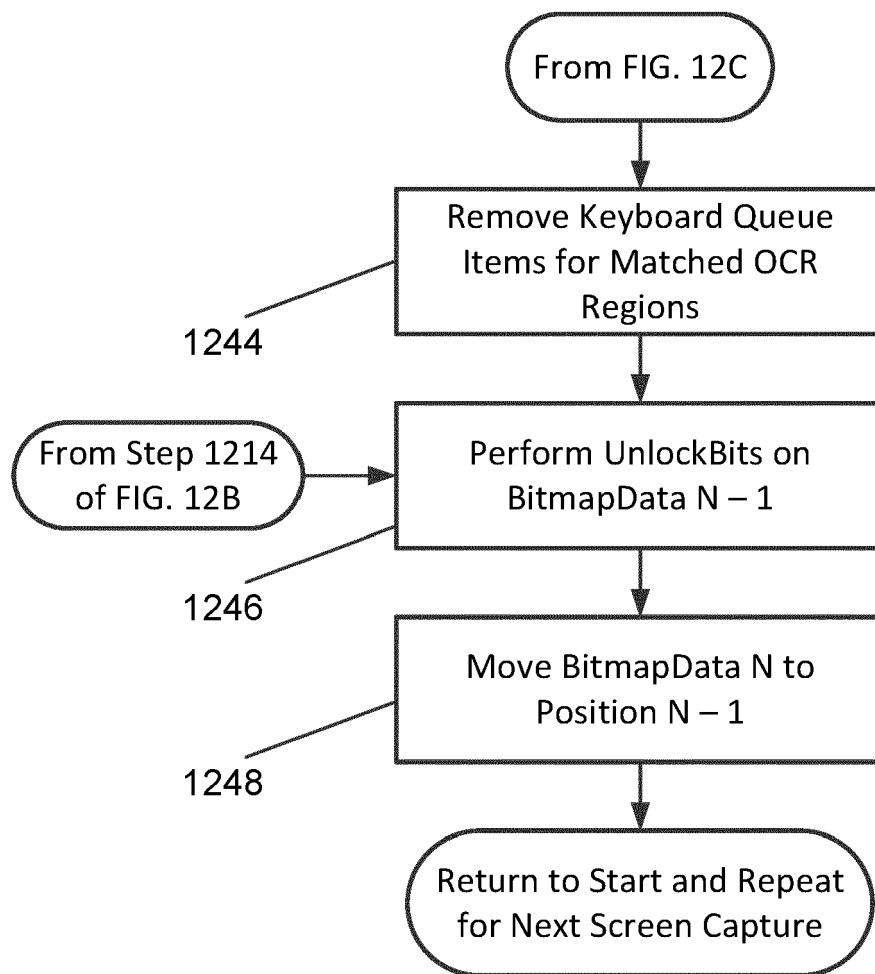 From FIG. 12C
Remove Keyboard Queue
Items for Matched OCR
Regions
1244
From Step 1214
of FIG. 12B
Perform UnlockBits on
BitmapData N – 1
1246
Move BitmapData N to
Position N – 1
1248
Return to Start and Repeat
for Next Screen Capture